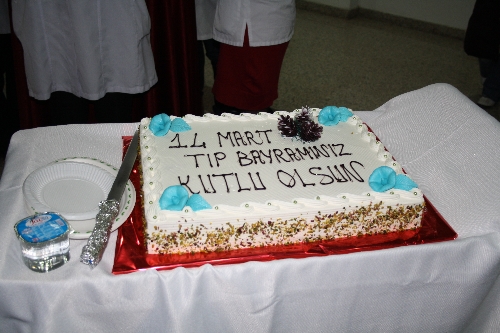 14 MART
TIP BAYRAMINIZ
KUTLU OLSUN